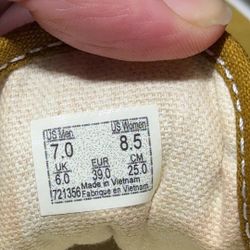 US Men US Women
7.0 8.5
UK EUR CM
6.0 39.0 25.0
721356 Made in Vietnam
Fabriqué en Vietnam